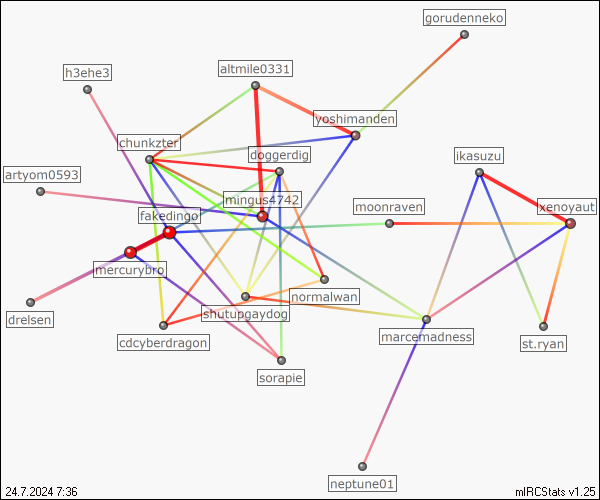 gorudenneko
h3ehe3
altmile0331
yoshimanden
chunkzter
doggerdig
ikasuzu
artyom0593
mingus4742
moonraven
xenoyaut
fakedingo
mercurybro
normalwan
drelsen
shutupgaydog
cdcyberdragon
marcemadness
st.ryan
sorapie
neptune01
24.7.2024 7:36
mIRCStats v1.25